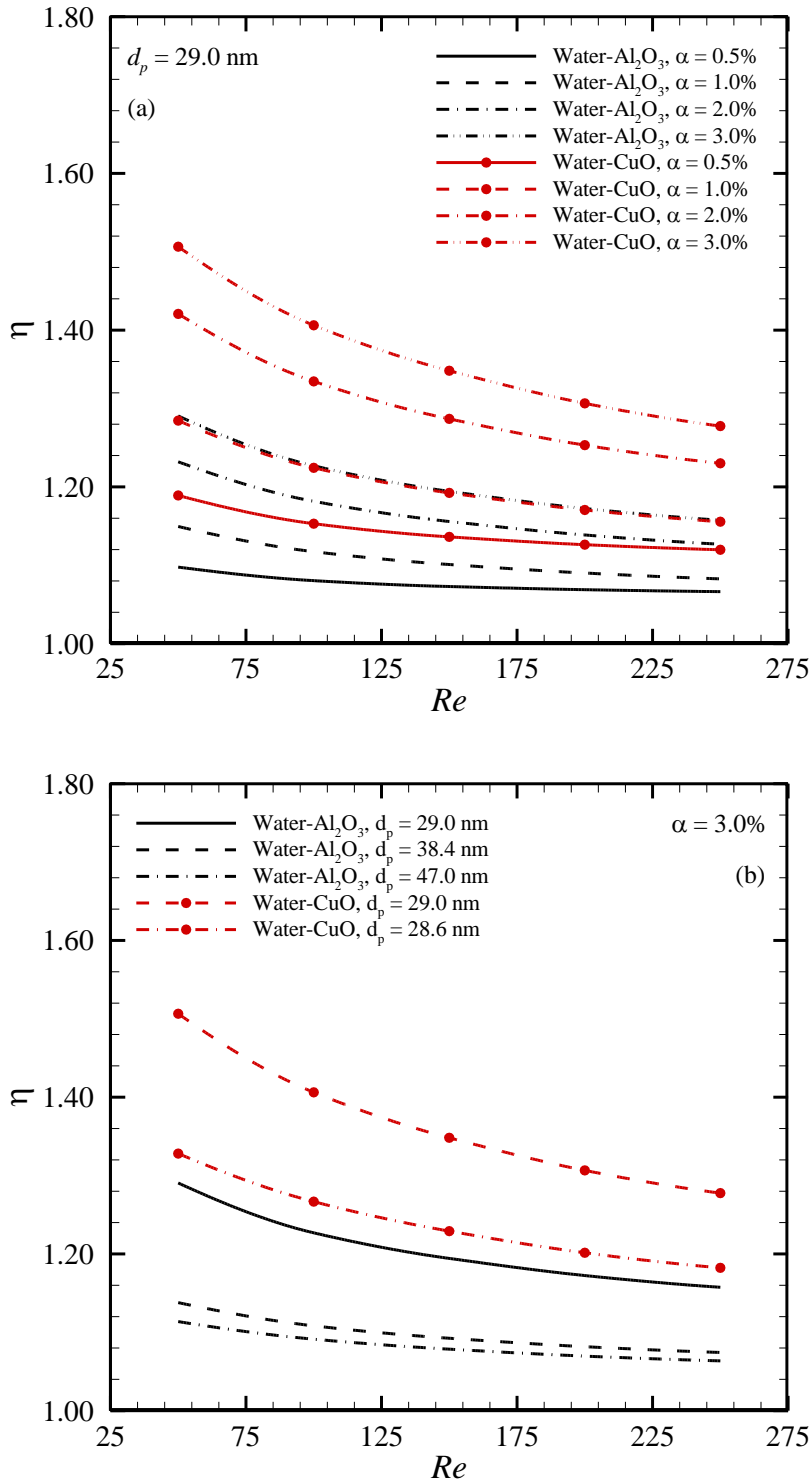 1.80
d_p = 29.0 nm
(a)
Water-Al₂O₃, α = 0.5%
Water-Al₂O₃, α = 1.0%
Water-Al₂O₃, α = 2.0%
Water-Al₂O₃, α = 3.0%
Water-CuO, α = 0.5%
Water-CuO, α = 1.0%
Water-CuO, α = 2.0%
Water-CuO, α = 3.0%
1.60
1.40
η
1.20
1.00
25 75 125 175 225 275
Re
1.80
Water-Al₂O₃, d_p = 29.0 nm
Water-Al₂O₃, d_p = 38.4 nm
Water-Al₂O₃, d_p = 47.0 nm
Water-CuO, d_p = 29.0 nm
Water-CuO, d_p = 28.6 nm
α = 3.0%
(b)
1.60
1.40
η
1.20
1.00
25 75 125 175 225 275
Re